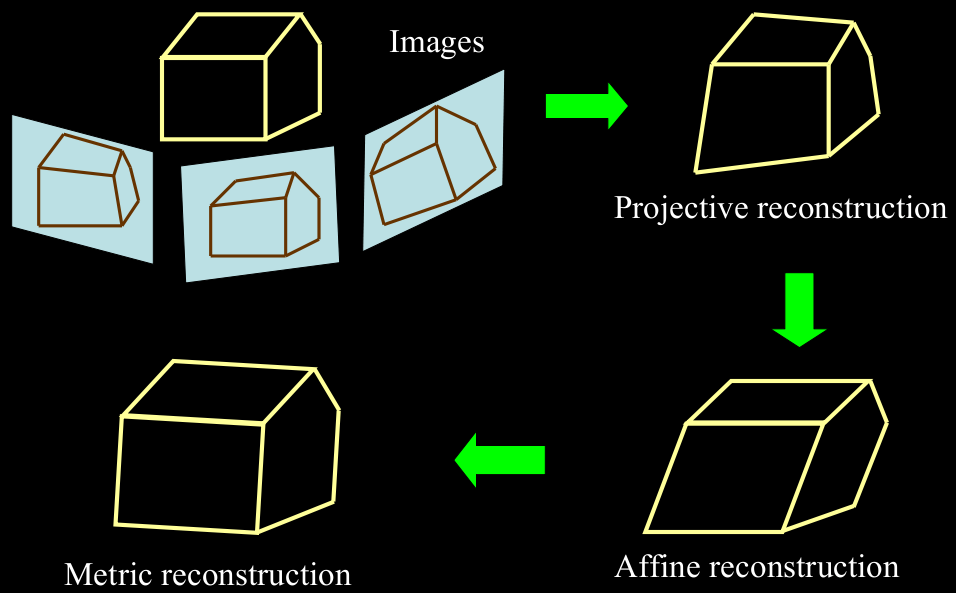 Images
Projective reconstruction
Affine reconstruction
Metric reconstruction